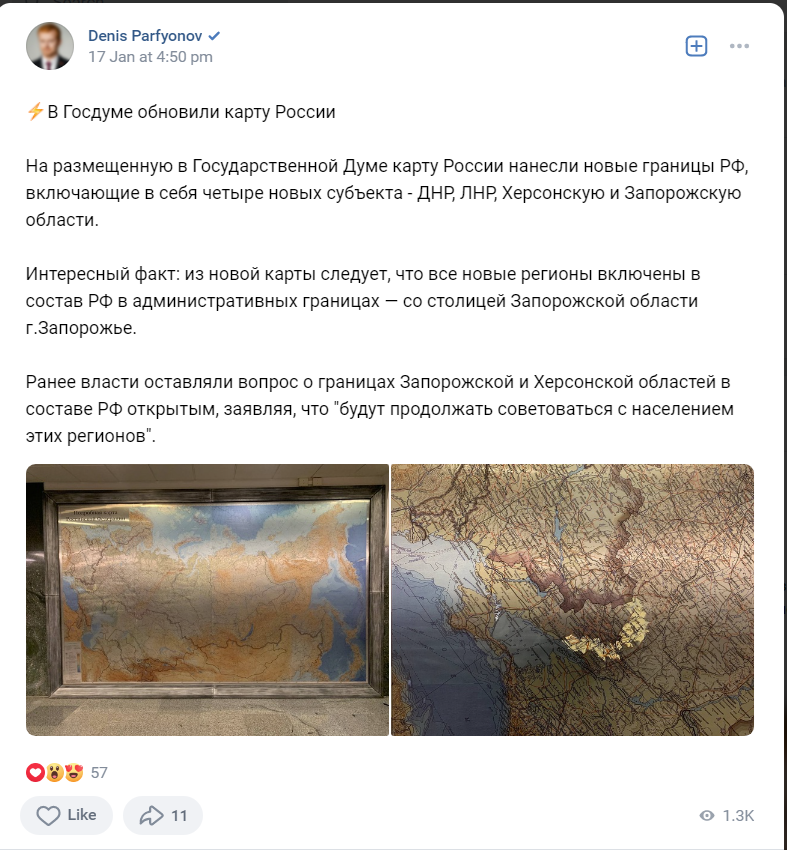 Denis Parfyonov
17 Jan at 4:50 pm
⚡В Госдуме обновили карту России
На размещенную в Государственной Думе карту России нанесли новые границы РФ,
включающие в себя четыре новых субъекта - ДНР, ЛНР, Херсонскую и Запорожскую
области.
Интересный факт: из новой карты следует, что все новые регионы включены в
состав РФ в административных границах — со столицей Запорожской области
г.Запорожье.
Ранее власти оставляли вопрос о границах Запорожской и Херсонской областей в
составе РФ открытым, заявляя, что "будут продолжать советоваться с населением
этих регионов".
57
Like
11
1.3K